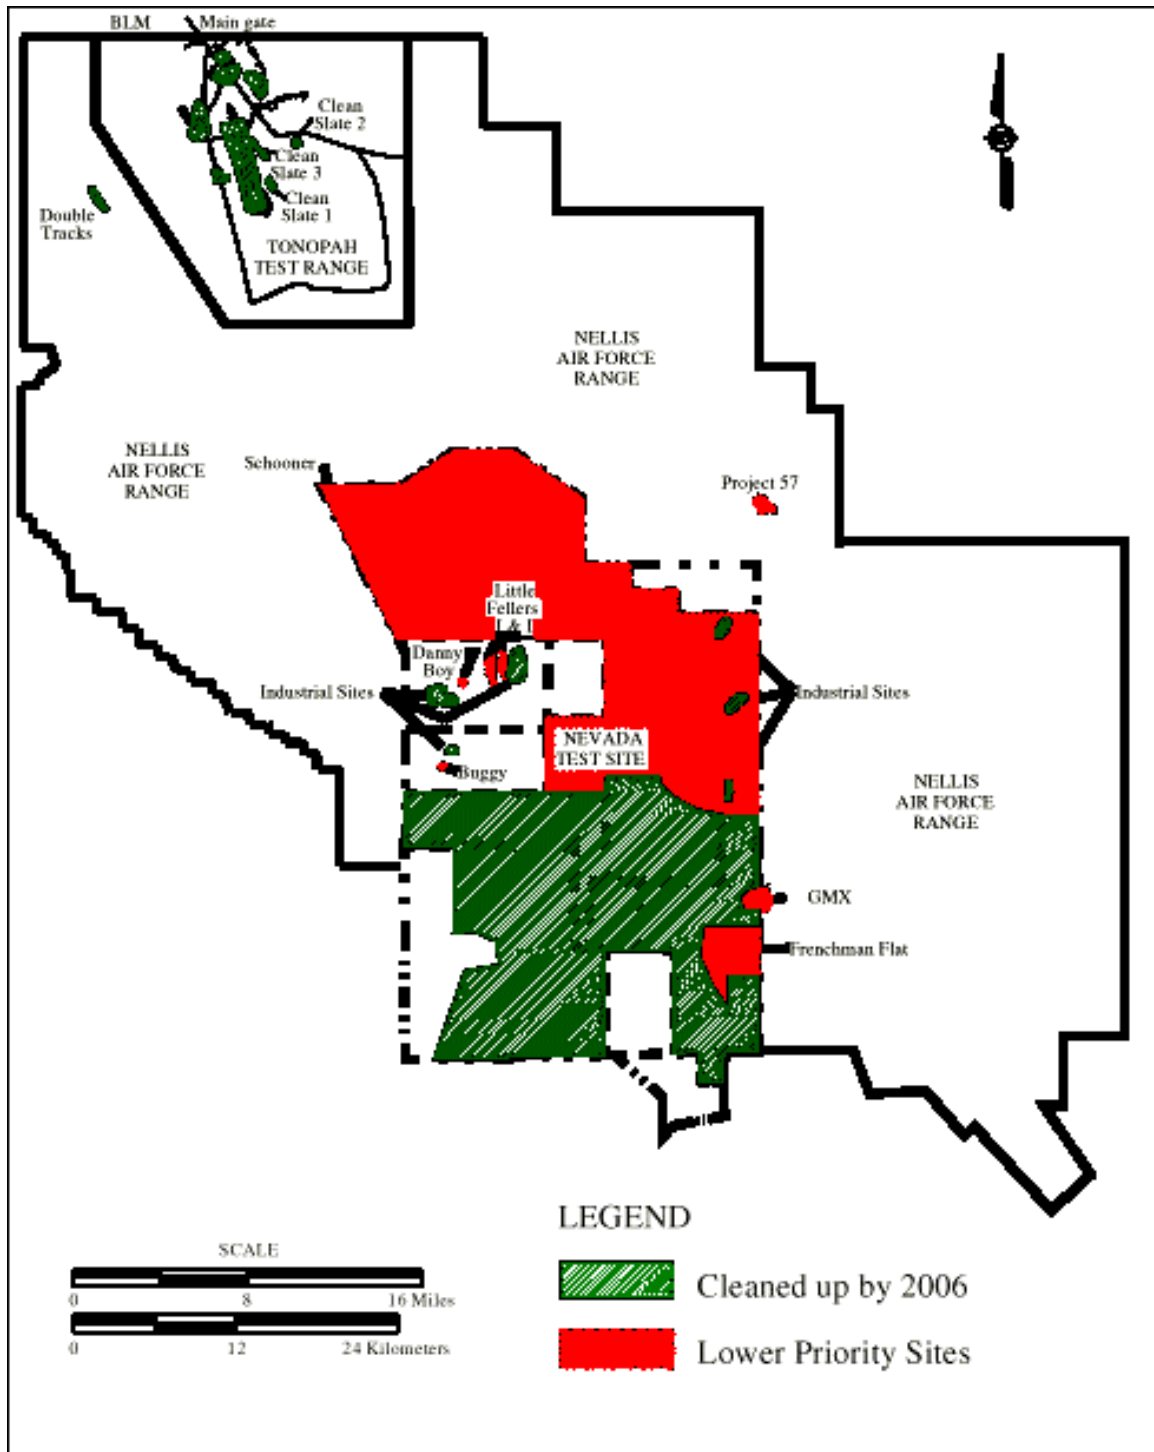 BLM
Main gate
Clean
Slate 2
Clean
Slate 3
Clean
Slate 1
Double
Tracks
TONOPAH
TEST RANGE
NELLIS
AIR FORCE
RANGE
NELLIS
AIR FORCE
RANGE
Schooner
Project 57
Little
Fellers
I & I
Danny
Boy
Industrial Sites
Industrial Sites
NEVADA
TEST SITE
Buggy
NELLIS
AIR FORCE
RANGE
GMX
Frenchman Flat
LEGEND
SCALE
0 8 16 Miles
0 12 24 Kilometers
Cleaned up by 2006
Lower Priority Sites